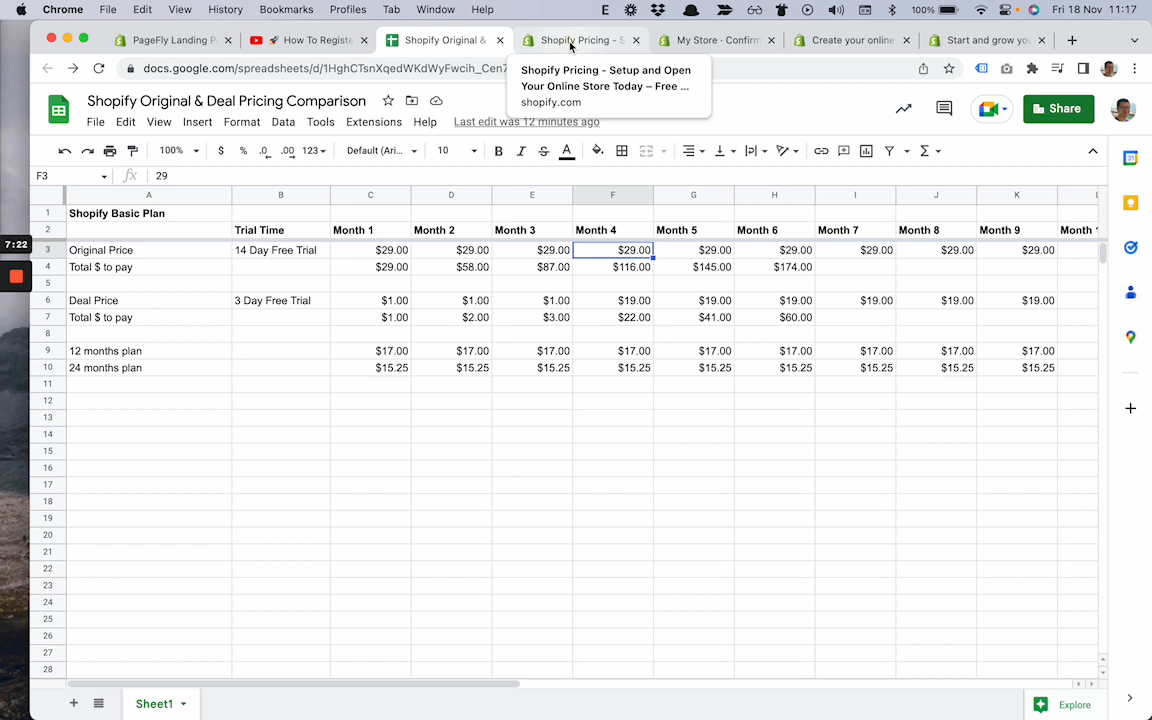 Chrome File Edit View History Bookmarks Profiles Tab Window Help E 100% Fri 18 Nov 11:17
PageFly Landing P How To Registe Shopify Original & Shopify Pricing - S My Store - Confirm Create your online Start and grow you
docs.google.com/spreadsheets/d/1HghCTsnXqedWKdWyFwcih_Cen7
Shopify Pricing - Setup and Open
Your Online Store Today – Free ...
shopify.com
Shopify Original & Deal Pricing Comparison
Share
File Edit View Insert Format Data Tools Extensions Help Last edit was 12 minutes ago
100% $ % .0 .00 123 Default (Ari... 10 B I S A
F3 fx 29
A B C D E F G H I J K L
1 Shopify Basic Plan
2 Trial Time Month 1 Month 2 Month 3 Month 4 Month 5 Month 6 Month 7 Month 8 Month 9 Month 1
7:22
3 Original Price 14 Day Free Trial $29.00 $29.00 $29.00 $29.00 $29.00 $29.00 $29.00 $29.00 $29.00
4 Total $ to pay $29.00 $58.00 $87.00 $116.00 $145.00 $174.00
5
6 Deal Price 3 Day Free Trial $1.00 $1.00 $1.00 $19.00 $19.00 $19.00 $19.00 $19.00 $19.00
7 Total $ to pay $1.00 $2.00 $3.00 $22.00 $41.00 $60.00
8
9 12 months plan $17.00 $17.00 $17.00 $17.00 $17.00 $17.00 $17.00 $17.00 $17.00
10 24 months plan $15.25 $15.25 $15.25 $15.25 $15.25 $15.25 $15.25 $15.25 $15.25
11
12
13
14
15
16
17
18
19
20
21
22
23
24
25
26
27
28
Sheet1 Explore